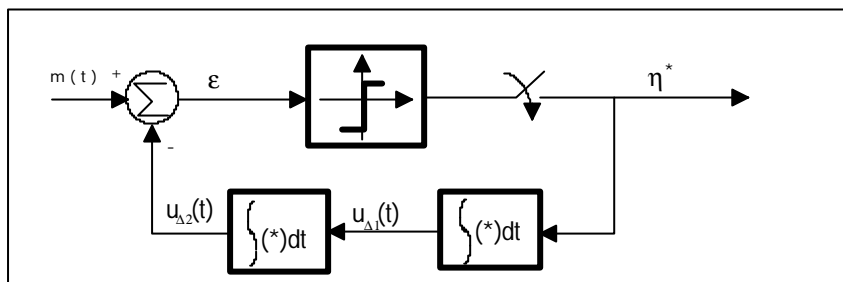 m(t) + ε η*
Σ
-
u_Δ2(t) ∫(*)dt u_Δ1(t) ∫(*)dt